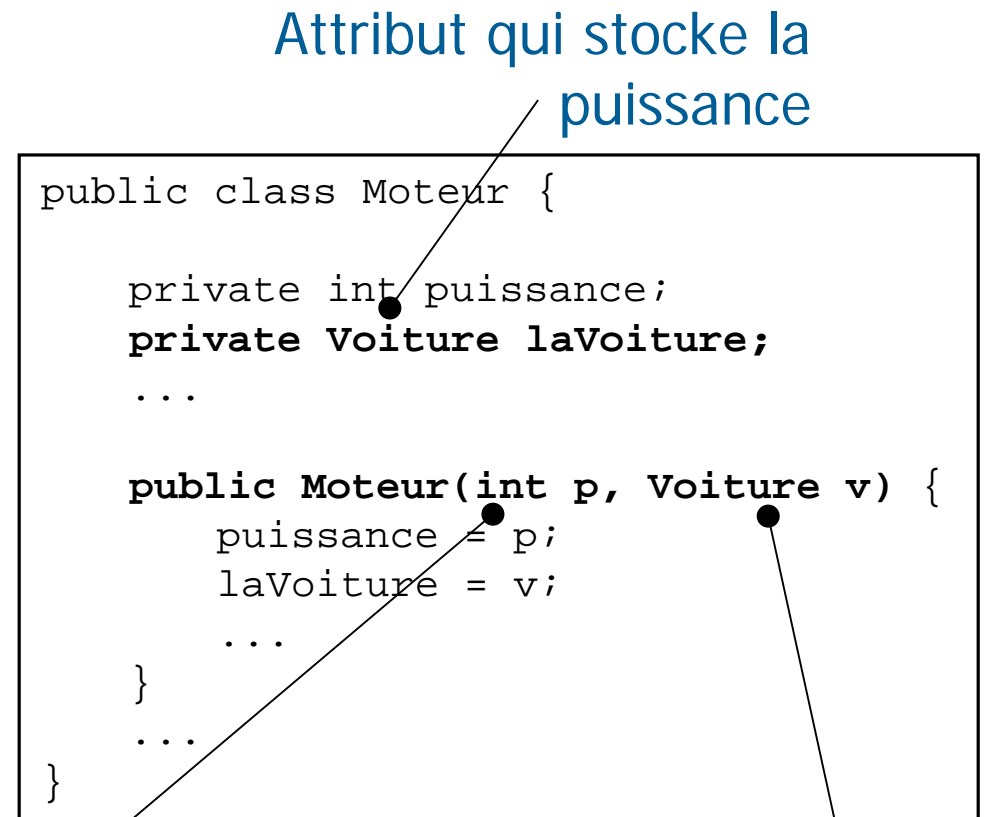 Attribut qui stocke la
puissance
public class Moteur {
private int puissance;
private Voiture laVoiture;
...
public Moteur(int p, Voiture v) {
puissance = p;
laVoiture = v;
...
}
...
}